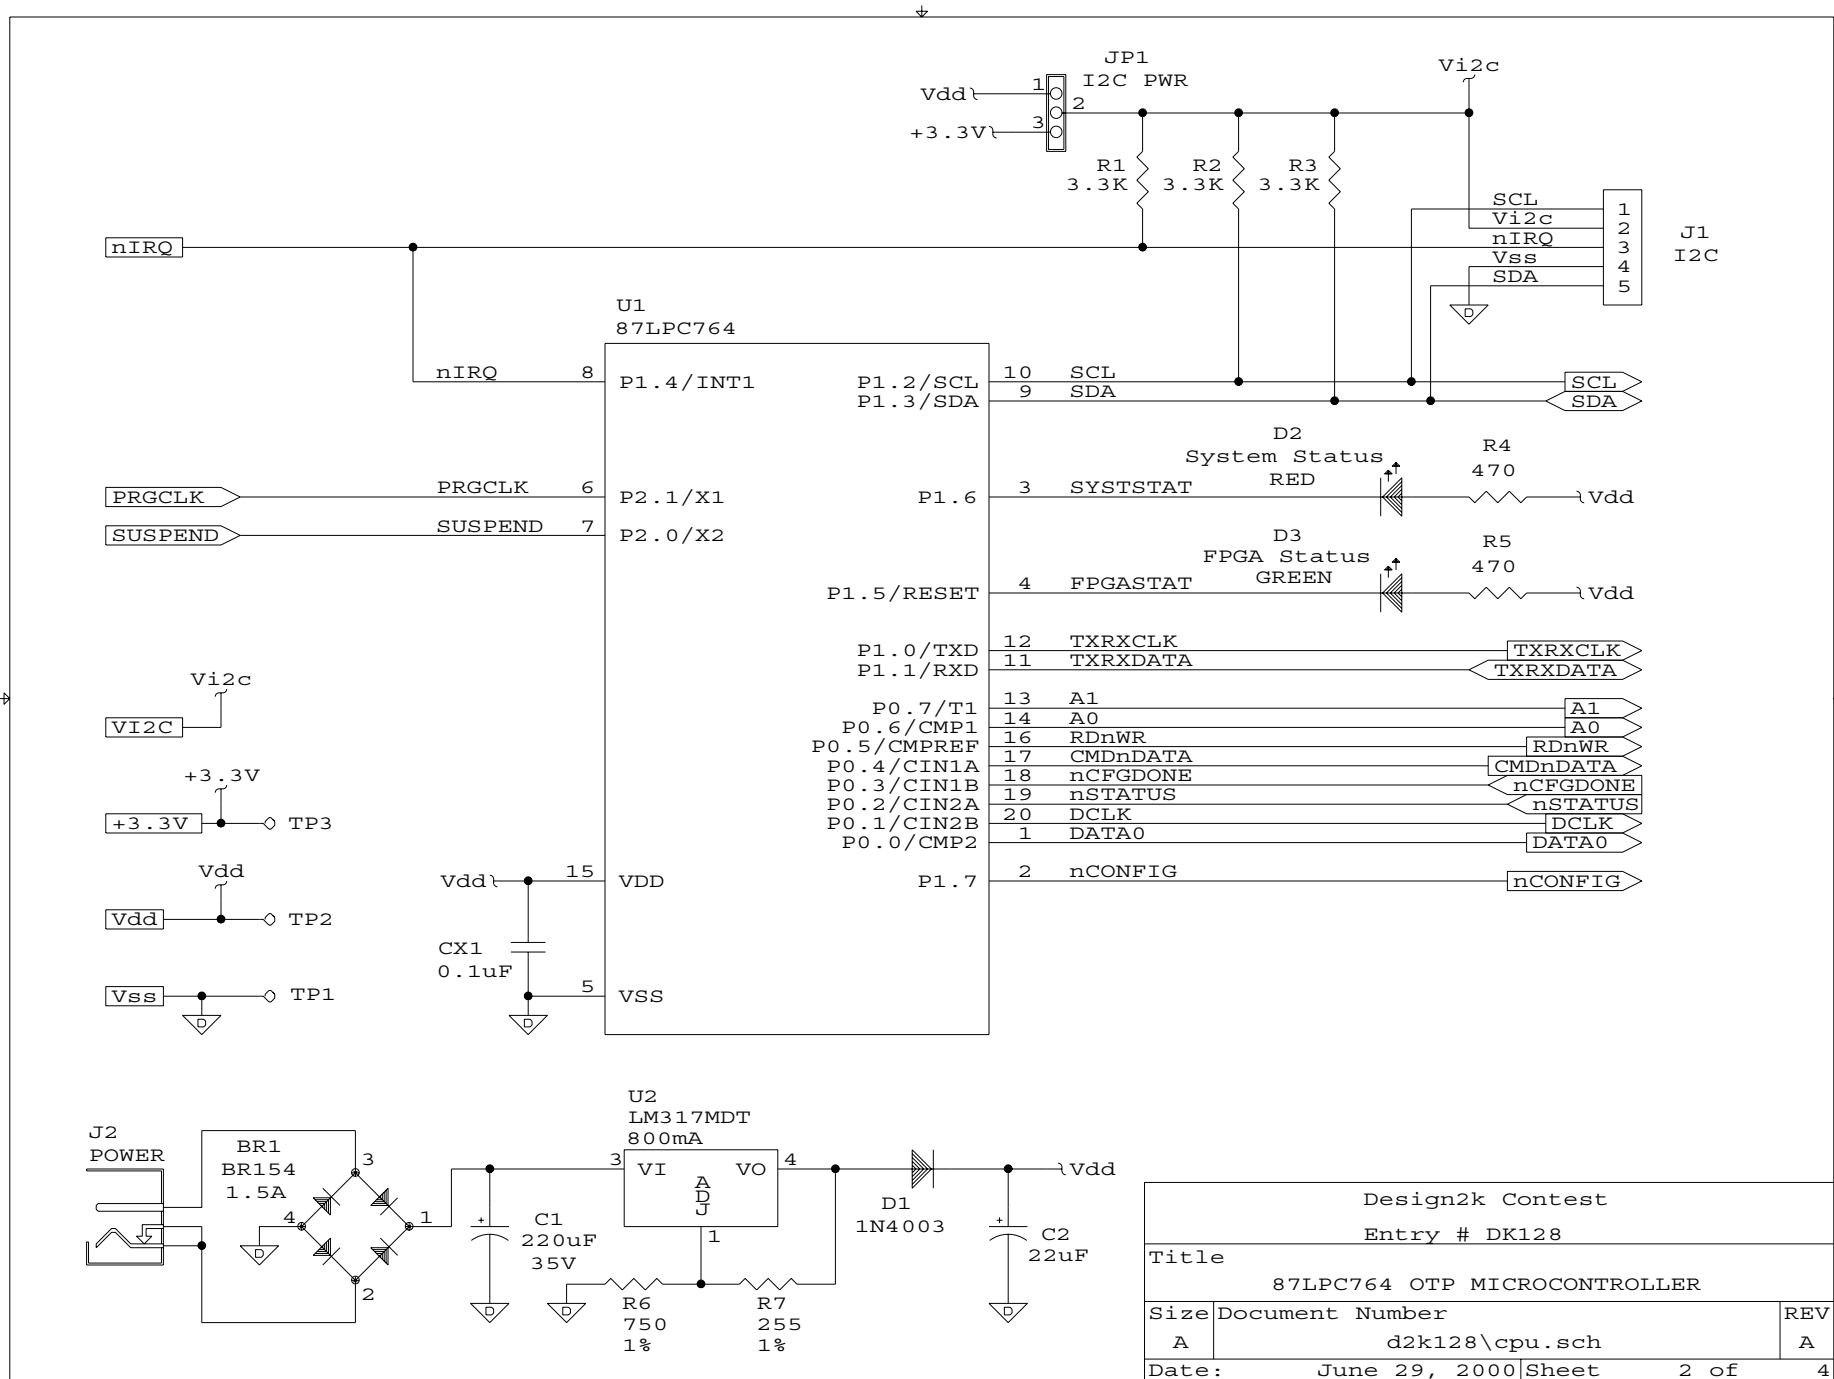 JP1
I2C PWR
Vdd
1
2
+3.3V
3
Vi2c
R1
3.3K
R2
3.3K
R3
3.3K
SCL
1
Vi2c
2
nIRQ
3
Vss
4
SDA
5
J1
I2C
D
nIRQ
U1
87LPC764
nIRQ
8
P1.4/INT1
P1.2/SCL
10
SCL
SCL
P1.3/SDA
9
SDA
SDA
D2
System Status
RED
R4
470
PRGCLK
PRGCLK
6
P2.1/X1
P1.6
3
SYSTSTAT
Vdd
SUSPEND
SUSPEND
7
P2.0/X2
D3
FPGA Status
GREEN
R5
470
P1.5/RESET
4
FPGASTAT
Vdd
P1.0/TXD
12
TXRXCLK
TXRXCLK
P1.1/RXD
11
TXRXDATA
TXRXDATA
P0.7/T1
13
A1
A1
P0.6/CMP1
14
A0
A0
P0.5/CMPREF
16
RDnWR
RDnWR
P0.4/CIN1A
17
CMDnDATA
CMDnDATA
P0.3/CIN1B
18
nCFGDONE
nCFGDONE
P0.2/CIN2A
19
nSTATUS
nSTATUS
P0.1/CIN2B
20
DCLK
DCLK
P0.0/CMP2
1
DATA0
DATA0
P1.7
2
nCONFIG
nCONFIG
Vi2c
VI2C
+3.3V
+3.3V
TP3
Vdd
Vdd
TP2
Vss
TP1
D
Vdd
15
VDD
CX1
0.1uF
5
VSS
D
J2
POWER
BR1
BR154
1.5A
3
4
1
2
D
+
C1
220uF
35V
D
U2
LM317MDT
800mA
3
VI
VO
4
ADJ
1
D
R6
750
1%
R7
255
1%
D1
1N4003
Vdd
+
C2
22uF
D
Design2k Contest
Entry # DK128
Title
87LPC764 OTP MICROCONTROLLER
Size
Document Number
REV
A
d2k128\cpu.sch
A
Date:
June 29, 2000
Sheet
2 of
4